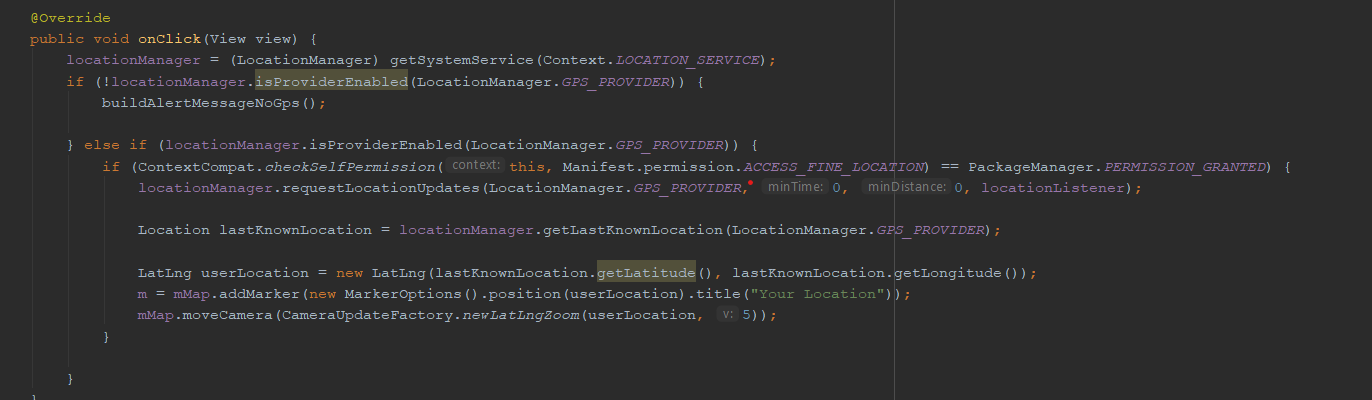 @Override
public void onClick(View view) {
locationManager = (LocationManager) getSystemService(Context.LOCATION_SERVICE);
if (!locationManager.isProviderEnabled(LocationManager.GPS_PROVIDER)) {
buildAlertMessageNoGps();
} else if (locationManager.isProviderEnabled(LocationManager.GPS_PROVIDER)) {
if (ContextCompat.checkSelfPermission( context: this, Manifest.permission.ACCESS_FINE_LOCATION) == PackageManager.PERMISSION_GRANTED) {
locationManager.requestLocationUpdates(LocationManager.GPS_PROVIDER, minTime: 0, minDistance: 0, locationListener);
Location lastKnownLocation = locationManager.getLastKnownLocation(LocationManager.GPS_PROVIDER);
LatLng userLocation = new LatLng(lastKnownLocation.getLatitude(), lastKnownLocation.getLongitude());
m = mMap.addMarker(new MarkerOptions().position(userLocation).title("Your Location"));
mMap.moveCamera(CameraUpdateFactory.newLatLngZoom(userLocation, v: 5));
}
}